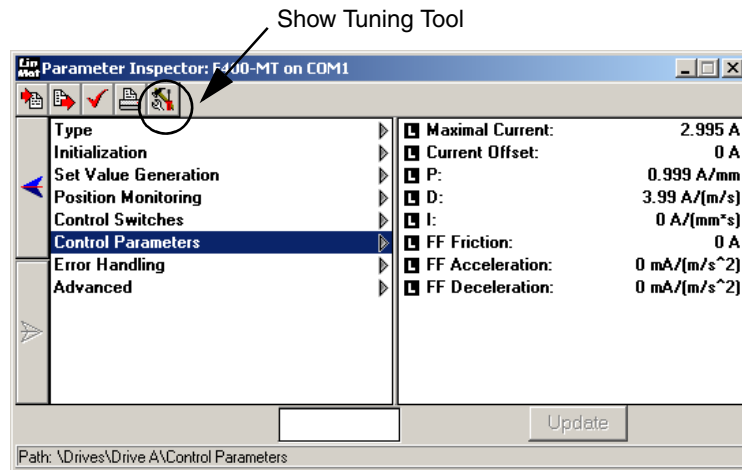 Show Tuning Tool
Lin Mot Parameter Inspector: E400-MT on COM1
Type
Initialization
Set Value Generation
Position Monitoring
Control Switches
Control Parameters
Error Handling
Advanced
L Maximal Current: 2.995 A
L Current Offset: 0 A
L P: 0.999 A/mm
L D: 3.99 A/(m/s)
L I: 0 A/(mm*s)
L FF Friction: 0 A
L FF Acceleration: 0 mA/(m/s^2)
L FF Deceleration: 0 mA/(m/s^2)
Update
Path: \Drives\Drive A\Control Parameters